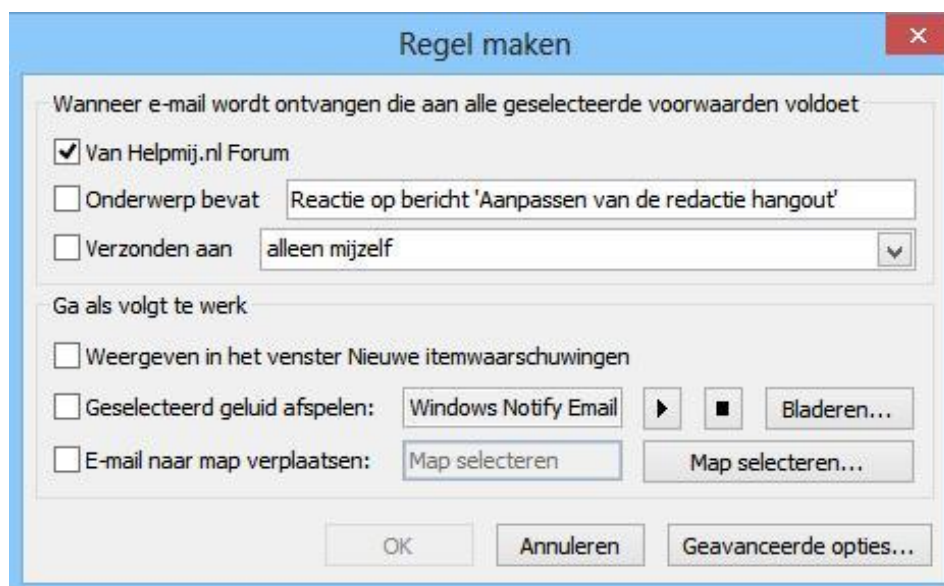 Regel maken
Wanneer e-mail wordt ontvangen die aan alle geselecteerde voorwaarden voldoet
Van Helpmij.nl Forum
Onderwerp bevat Reactie op bericht 'Aanpassen van de redactie hangout'
Verzonden aan alleen mijzelf
Ga als volgt te werk
Weergeven in het venster Nieuwe itemwaarschuwingen
Geselecteerd geluid afspelen: Windows Notify Email Bladeren...
E-mail naar map verplaatsen: Map selecteren Map selecteren...
OK Annuleren Geavanceerde opties...